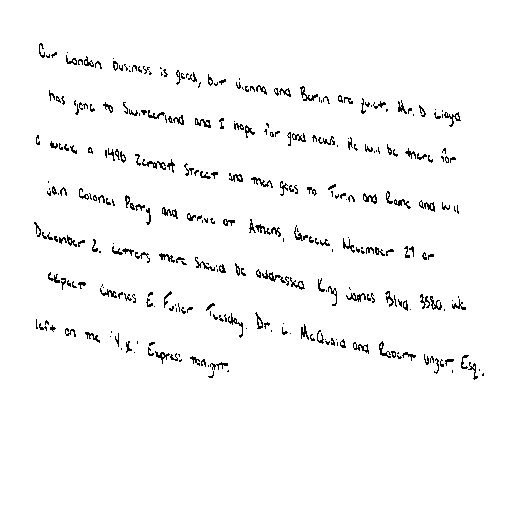 Our London business is good, but Vienna and Berlin are quiet. Mr. D. Lloyd
has gone to Switzerland and I hope for good news. He will be there for
a week a 1496 Zermott Street and then goes to Turin and Rome and will
join Colonel Parry and arrive at Athens, Greece, November 27 or
December 2. Letters there should be addressed King James Blvd. 3580. We
expect Charles E. Fuller Tuesday. Dr. L. McQuaid and Robert Unger, Esq.,
left on the 'Y.X.' Express tonight.